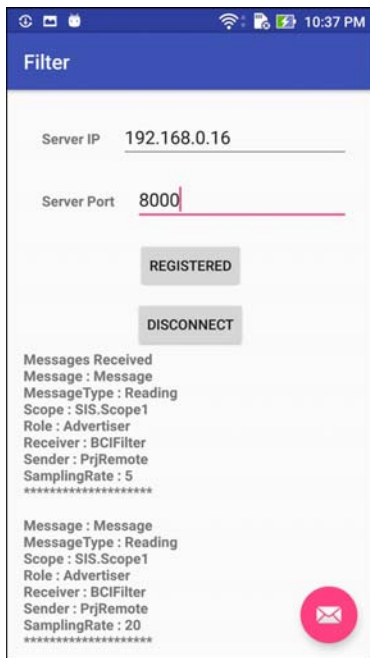 10:37 PM
Filter
Server IP 192.168.0.16
Server Port 8000
REGISTERED
DISCONNECT
Messages Received
Message : Message
MessageType : Reading
Scope : SIS.Scope1
Role : Advertiser
Receiver : BCIFilter
Sender : PrjRemote
SamplingRate : 5
********************
Message : Message
MessageType : Reading
Scope : SIS.Scope1
Role : Advertiser
Receiver : BCIFilter
Sender : PrjRemote
SamplingRate : 20
********************